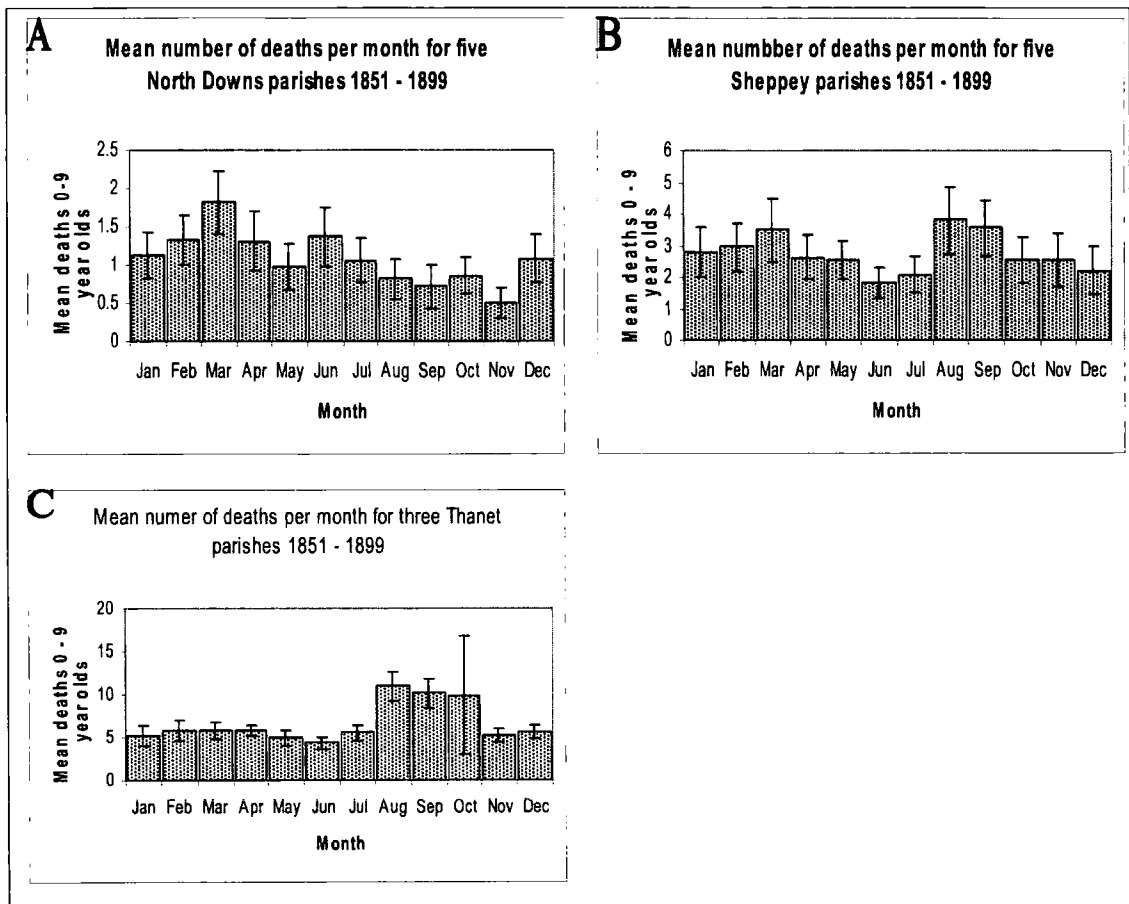 A
Mean number of deaths per month for five
North Downs parishes 1851 - 1899
Mean deaths 0-9
year olds
2.5
2
1.5
1
0.5
0
Jan Feb Mar Apr May Jun Jul Aug Sep Oct Nov Dec
Month
B
Mean numbber of deaths per month for five
Sheppey parishes 1851 - 1899
Mean deaths 0 - 9
year olds
6
5
4
3
2
1
0
Jan Feb Mar Apr May Jun Jul Aug Sep Oct Nov Dec
Month
C
Mean numer of deaths per month for three Thanet
parishes 1851 - 1899
Mean deaths 0 - 9
year olds
20
15
10
5
0
Jan Feb Mar Apr May Jun Jul Aug Sep Oct Nov Dec
Month